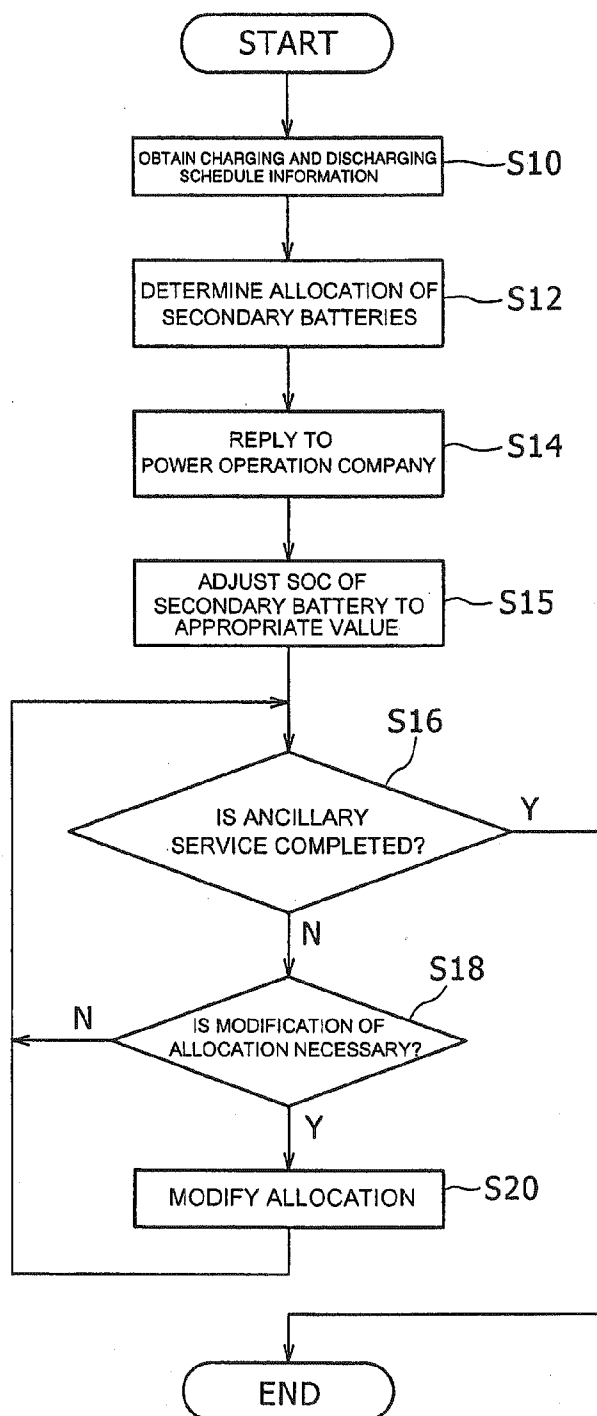 START
OBTAIN CHARGING AND DISCHARGING
SCHEDULE INFORMATION
S10
DETERMINE ALLOCATION OF
SECONDARY BATTERIES
S12
REPLY TO
POWER OPERATION COMPANY
S14
ADJUST SOC OF
SECONDARY BATTERY TO
APPROPRIATE VALUE
S15
S16
IS ANCILLARY
SERVICE COMPLETED?
Y
N
S18
IS MODIFICATION OF
ALLOCATION NECESSARY?
N
Y
MODIFY ALLOCATION
S20
END